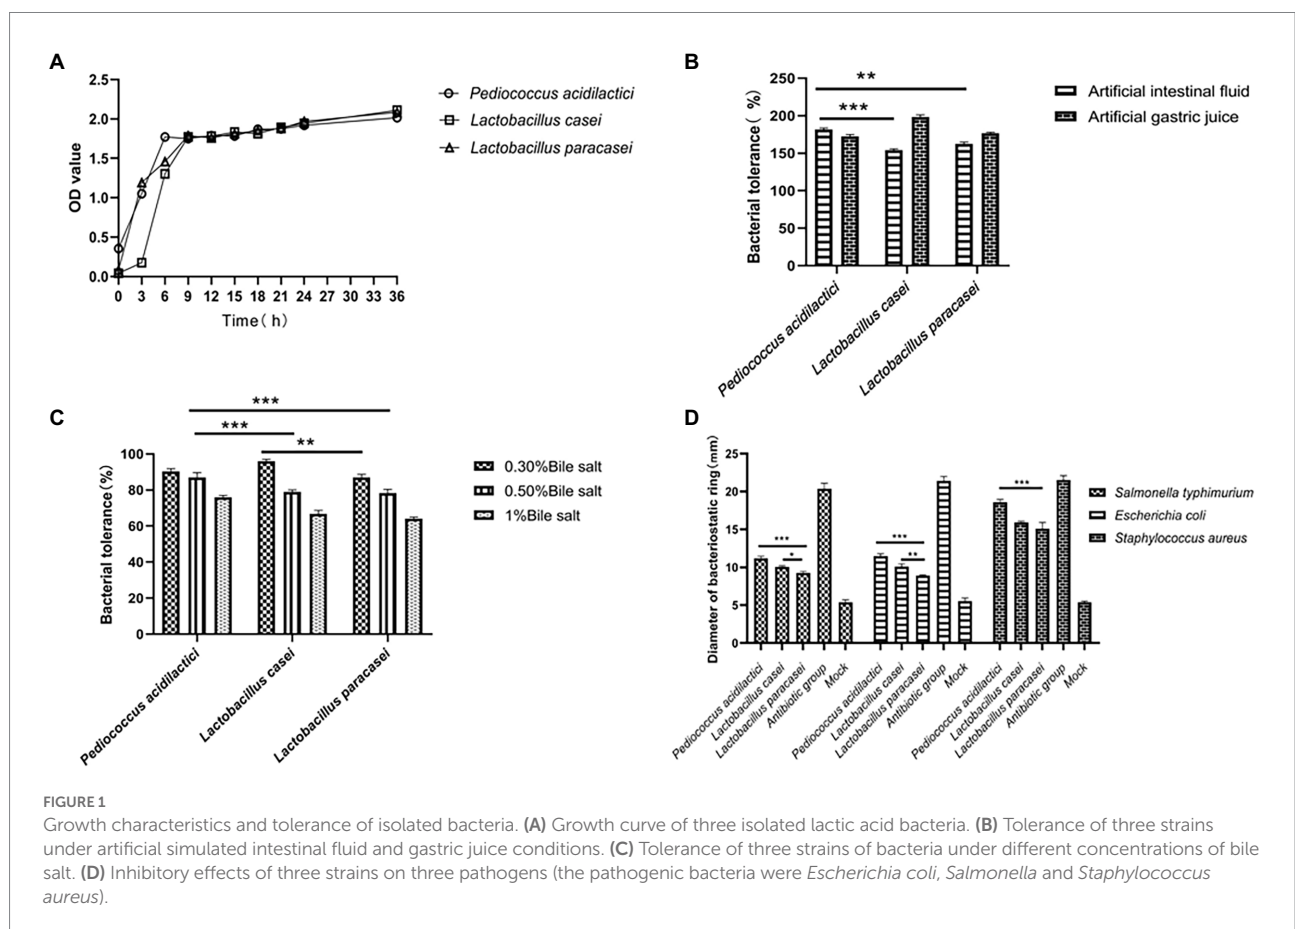 A
2.5
2.0
1.5
1.0
0.5
0.0
OD value
0 3 6 9 12 15 18 21 24 27 30 33 36
Time( h)
Pediococcus acidilactici
Lactobacillus casei
Lactobacillus paracasei
B
250
200
150
100
50
0
Bacterial tolerance( %)
**
***
Artificial intestinal fluid
Artificial gastric juice
Pediococcus acidilactici
Lactobacillus casei
Lactobacillus paracasei
C
***
***
**
100
80
60
40
20
0
Bacterial tolerance(%)
0.30%Bile salt
0.50%Bile salt
1%Bile salt
Pediococcus acidilactici
Lactobacillus casei
Lactobacillus paracasei
D
25
20
15
10
5
0
Diameter of bacteriostatic ring(mm)
***
*
***
**
***
Salmonella typhimurium
Escherichia coli
Staphylococcus aureus
Pediococcus acidilactici
Lactobacillus casei
Lactobacillus paracasei
Antibiotic group
Mock
Pediococcus acidilactici
Lactobacillus casei
Lactobacillus paracasei
Antibiotic group
Mock
Pediococcus acidilactici
Lactobacillus casei
Lactobacillus paracasei
Antibiotic group
Mock
FIGURE 1
Growth characteristics and tolerance of isolated bacteria. (A) Growth curve of three isolated lactic acid bacteria. (B) Tolerance of three strains
under artificial simulated intestinal fluid and gastric juice conditions. (C) Tolerance of three strains of bacteria under different concentrations of bile
salt. (D) Inhibitory effects of three strains on three pathogens (the pathogenic bacteria were Escherichia coli, Salmonella and Staphylococcus
aureus).